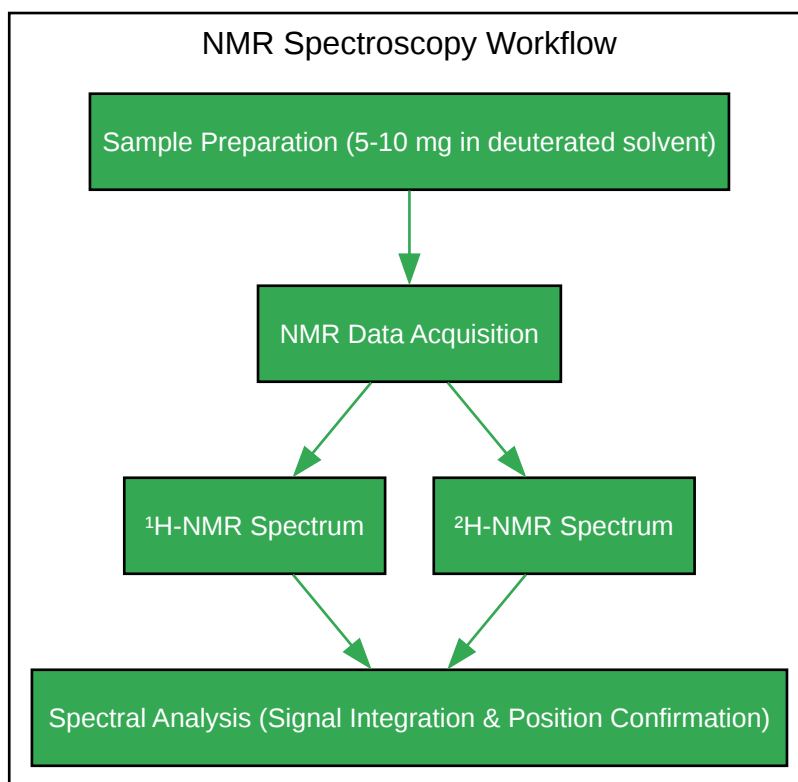 NMR Spectroscopy Workflow
Sample Preparation (5-10 mg in deuterated solvent)
NMR Data Acquisition
¹H-NMR Spectrum
²H-NMR Spectrum
Spectral Analysis (Signal Integration & Position Confirmation)